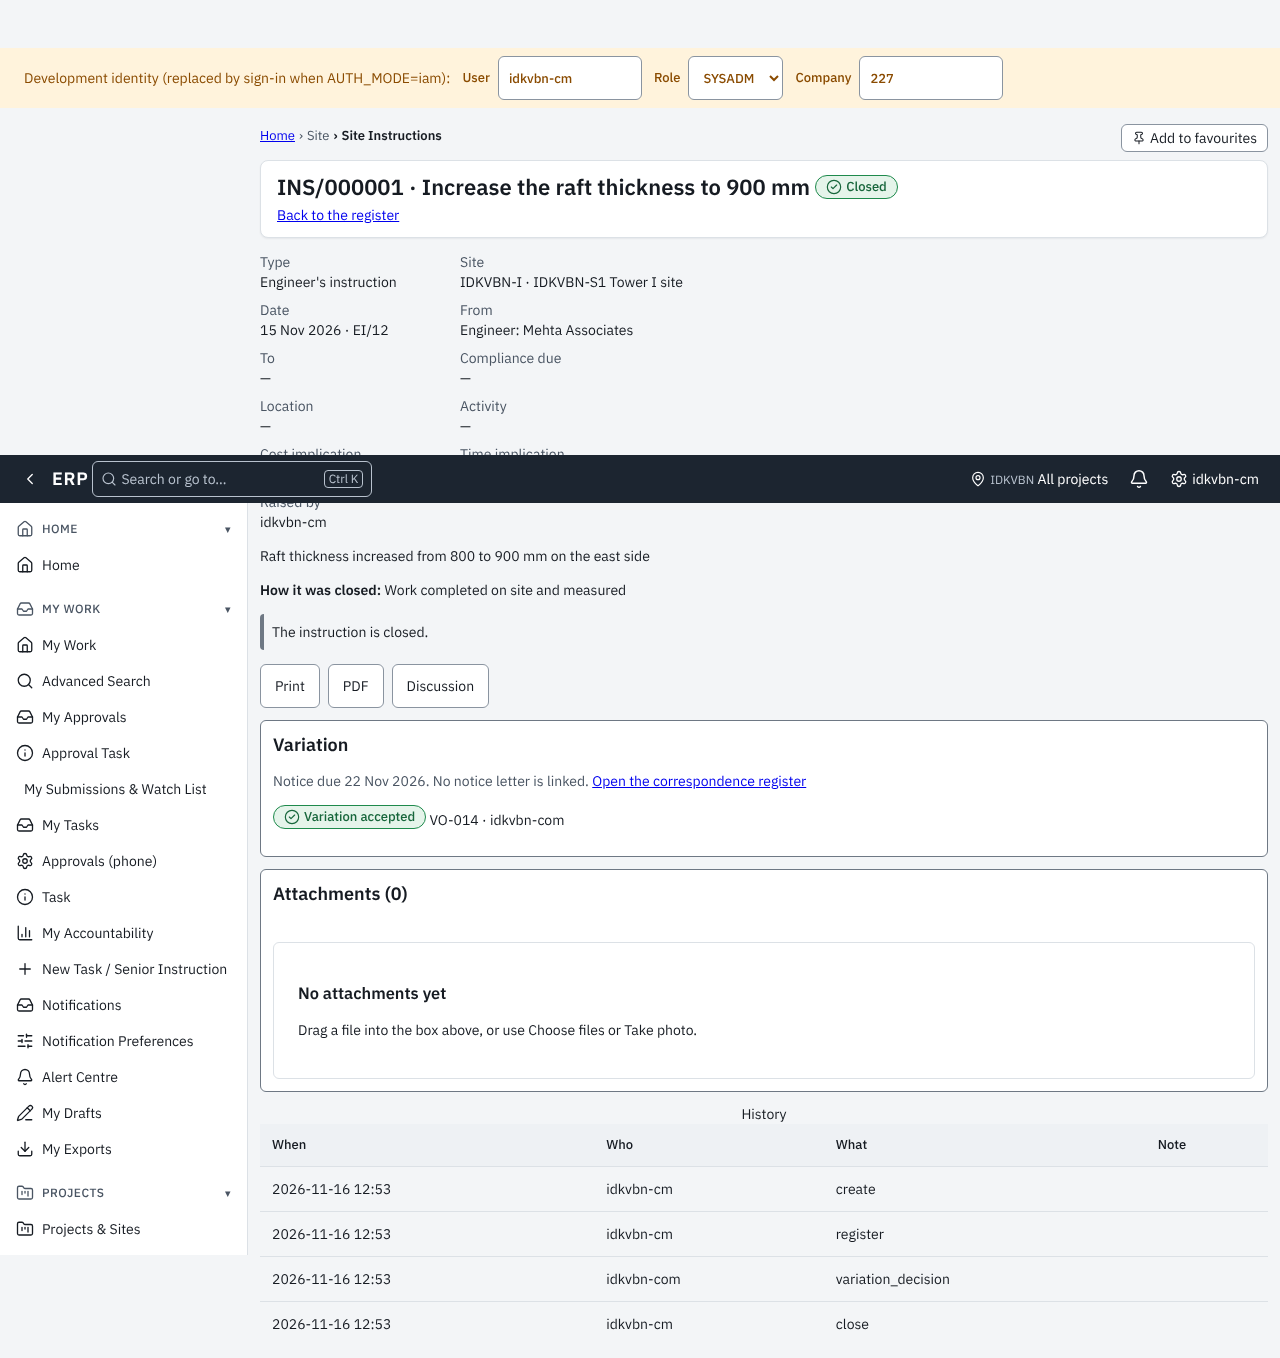 Development identity (replaced by sign-in when AUTH_MODE=iam): User idkvbn-cm Role SYSADM Company 227
Home › Site › Site Instructions
Add to favourites
INS/000001 · Increase the raft thickness to 900 mm Closed
Back to the register
Type Site
Engineer's instruction IDKVBN-I · IDKVBN-S1 Tower I site
Date From
15 Nov 2026 · EI/12 Engineer: Mehta Associates
To Compliance due
— —
Location Activity
— —
Cost implication Time implication
ERP Search or go to... Ctrl K IDKVBN All projects idkvbn-cm
Raised by
idkvbn-cm
Raft thickness increased from 800 to 900 mm on the east side
How it was closed: Work completed on site and measured
The instruction is closed.
Print PDF Discussion
Variation
Notice due 22 Nov 2026. No notice letter is linked. Open the correspondence register
Variation accepted VO-014 · idkvbn-com
Attachments (0)
No attachments yet
Drag a file into the box above, or use Choose files or Take photo.
History
When Who What Note
2026-11-16 12:53 idkvbn-cm create
2026-11-16 12:53 idkvbn-cm register
2026-11-16 12:53 idkvbn-com variation_decision
2026-11-16 12:53 idkvbn-cm close
HOME
Home
MY WORK
My Work
Advanced Search
My Approvals
Approval Task
My Submissions & Watch List
My Tasks
Approvals (phone)
Task
My Accountability
New Task / Senior Instruction
Notifications
Notification Preferences
Alert Centre
My Drafts
My Exports
PROJECTS
Projects & Sites